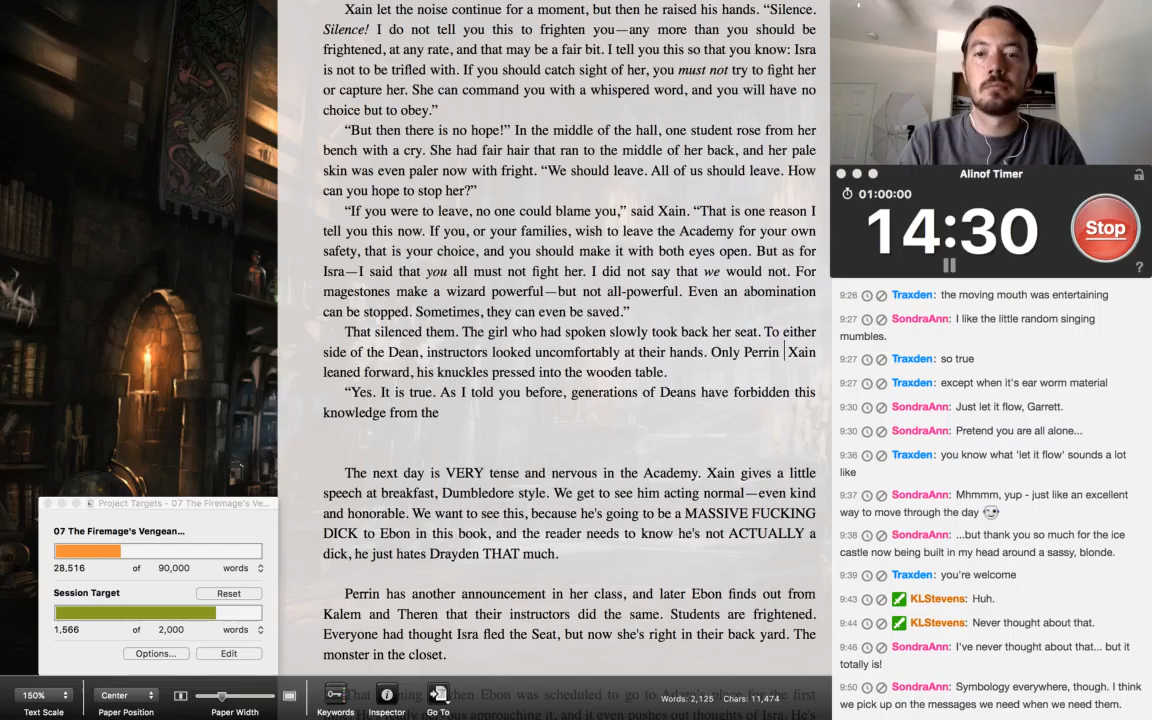 Xain let the noise continue for a moment, but then he raised his hands. “Silence.
Silence! I do not tell you this to frighten you—any more than you should be
frightened, at any rate, and that may be a fair bit. I tell you this so that you know: Isra
is not to be trifled with. If you should catch sight of her, you must not try to fight her
or capture her. She can command you with a whispered word, and you will have no
choice but to obey.”
“But then there is no hope!” In the middle of the hall, one student rose from her
bench with a cry. She had fair hair that ran to the middle of her back, and her pale
skin was even paler now with fright. “We should leave. All of us should leave. How
can you hope to stop her?”
“If you were to leave, no one could blame you,” said Xain. “That is one reason I
tell you this now. If you, or your families, wish to leave the Academy for your own
safety, that is your choice, and you should make it with both eyes open. But as for
Isra—I said that you all must not fight her. I did not say that we would not. For
magestones make a wizard powerful—but not all-powerful. Even an abomination
can be stopped. Sometimes, they can even be saved.”
That silenced them. The girl who had spoken slowly took back her seat. To either
side of the Dean, instructors looked uncomfortably at their hands. Only Perrin Xain
leaned forward, his knuckles pressed into the wooden table.
“Yes. It is true. As I told you before, generations of Deans have forbidden this
knowledge from the
The next day is VERY tense and nervous in the Academy. Xain gives a little
speech at breakfast, Dumbledore style. We get to see him acting normal—even kind
and honorable. We want to see this, because he's going to be a MASSIVE FUCKING
DICK to Ebon in this book, and the reader needs to know he's not ACTUALLY a
dick, he just hates Drayden THAT much.
Perrin has another announcement in her class, and later Ebon finds out from
Kalem and Theren that their instructors did the same. Students are frightened.
Everyone had thought Isra fled the Seat, but now she's right in their back yard. The
monster in the closet.
Project Targets - 07 The Firemage's Ve...
07 The Firemage's Vengean...
28,516 of 90,000 words
Session Target Reset
1,566 of 2,000 words
Options... Edit
150% Center
Text Scale Paper Position Paper Width Keywords Inspector Go To
Words: 2,125 Chars: 11,474
Alinof Timer
01:00:00
14:30
Stop
?
9:26 Traxden: the moving mouth was entertaining
9:27 SondraAnn: I like the little random singing
mumbles.
9:27 Traxden: so true
9:27 Traxden: except when it's ear worm material
9:30 SondraAnn: Just let it flow, Garrett.
9:30 SondraAnn: Pretend you are all alone...
9:36 Traxden: you know what 'let it flow' sounds a lot
like
9:37 SondraAnn: Mhmmm, yup - just like an excellent
way to move through the day
9:38 SondraAnn: ...but thank you so much for the ice
castle now being built in my head around a sassy, blonde.
9:39 Traxden: you're welcome
9:43 KLStevens: Huh.
9:44 KLStevens: Never thought about that.
9:46 SondraAnn: I've never thought about that... but it
totally is!
9:50 SondraAnn: Symbology everywhere, though. I think
we pick up on the messages we need when we need them.